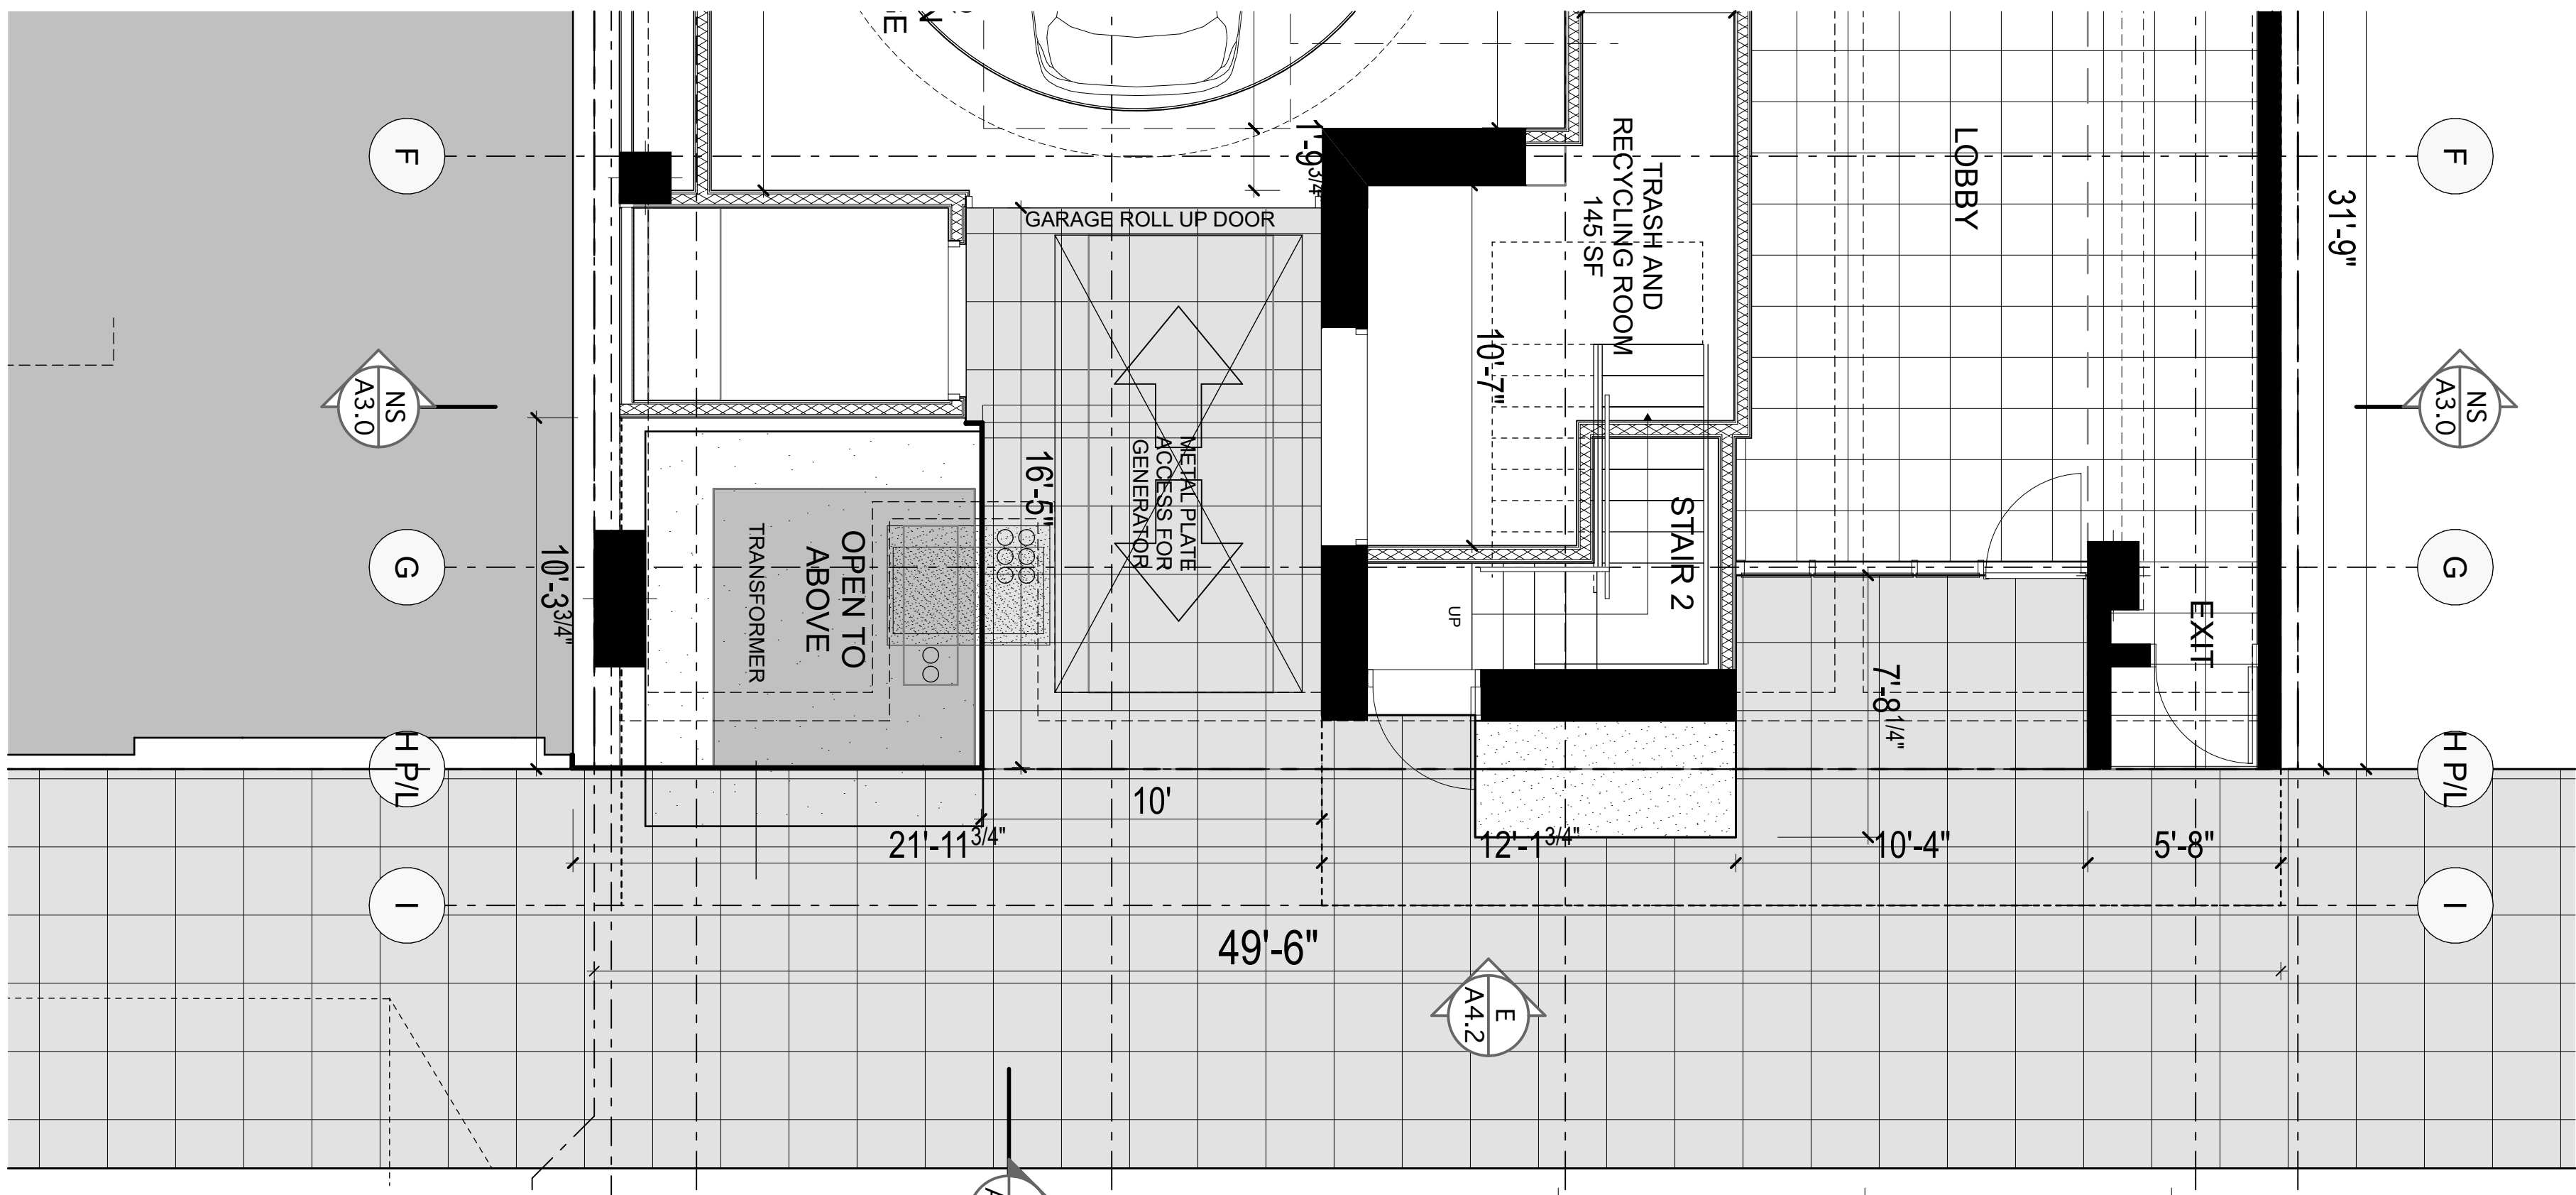 F
F
1'-9 3/4"
TRASH AND
RECYCLING ROOM
145 SF
LOBBY
31'-9"
GARAGE ROLL UP DOOR
NS
A3.0
NS
A3.0
10'-7"
METAL PLATE
ACCESS FOR
GENERATOR
16'-5"
STAIR 2
OPEN TO
ABOVE
TRANSFORMER
G
G
10'-3 3/4"
UP
EXIT
7'-8 1/4"
H P/L
H P/L
10'
21'-11 3/4"
12'-1 3/4"
10'-4"
5'-8"
I
I
49'-6"
E
A4.2